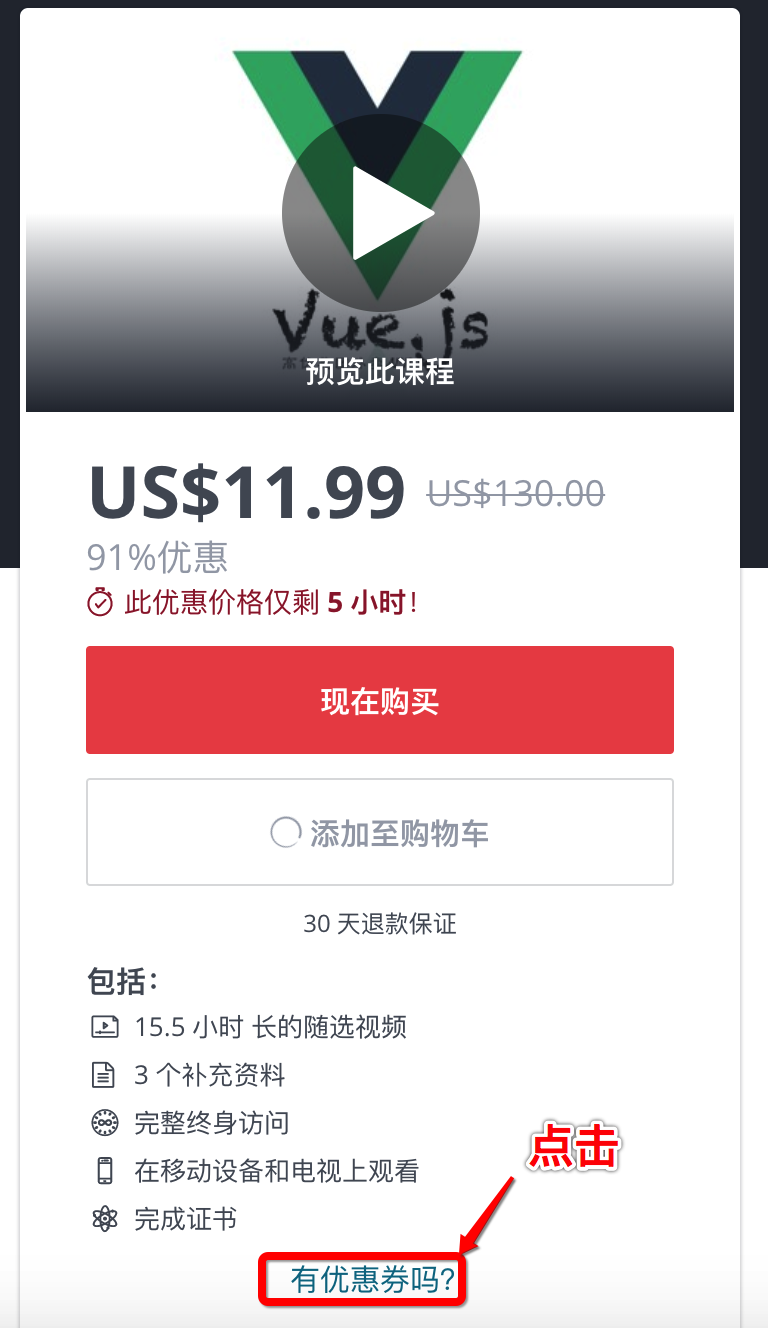 Vue.js
预览此课程
US$11.99 US$130.00
91%优惠
此优惠价格仅剩 5 小时!
现在购买
添加至购物车
30 天退款保证
包括：
15.5 小时 长的随选视频
3 个补充资料
完整终身访问
在移动设备和电视上观看
完成证书
点击
有优惠券吗?